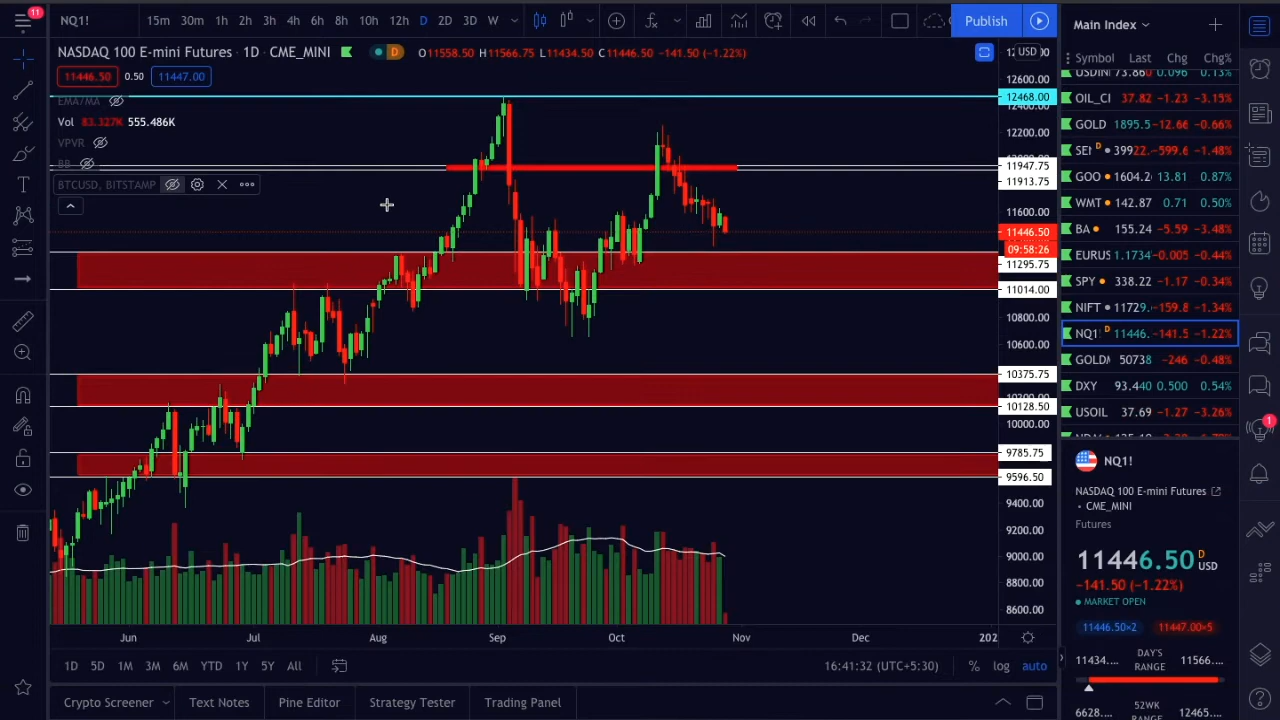 11
NQ1!
15m 30m 1h 2h 3h 4h 6h 8h 10h 12h D 2D 3D W
Publish
Main Index
NASDAQ 100 E-mini Futures · 1D · CME_MINI
D
O11558.50 H11566.75 L11434.50 C11446.50 −141.50 (−1.22%)
USD
11446.50
0.50
11447.00
EMA/MA
Vol 83.327K 555.486K
VPVR
BB
BTCUSD, BITSTAMP
12600.00
12468.00
12400.00
12200.00
11947.75
11913.75
11600.00
11446.50
09:58:26
11295.75
11014.00
10800.00
10600.00
10375.75
10128.50
10000.00
9785.75
9596.50
9400.00
9200.00
9000.00
8800.00
8600.00
Jun
Jul
Aug
Sep
Oct
Nov
Dec
202
1D 5D 1M 3M 6M YTD 1Y 5Y All
16:41:32 (UTC+5:30)
% log auto
Crypto Screener
Text Notes
Pine Editor
Strategy Tester
Trading Panel
Symbol Last Chg Chg%
USDIN 73.860 0.096 0.13%
OIL_CI 37.82 −1.23 −3.15%
GOLD 1895.5 −12.66 −0.66%
SEN D 39922. −599.6 −1.48%
GOO 1604.2 13.81 0.87%
WMT 142.87 0.71 0.50%
BA 155.24 −5.59 −3.48%
EURUS 1.1734 −0.005 −0.44%
SPY 338.22 −1.17 −0.34%
NIFT 11729. −159.8 −1.34%
NQ1! D 11446. −141.5 −1.22%
GOLDM 50738 −246 −0.48%
DXY 93.440 0.500 0.54%
USOIL 37.69 −1.27 −3.26%
NQ1!
NASDAQ 100 E-mini Futures
• CME_MINI
Futures
11446.50 D USD
−141.50 (−1.22%)
MARKET OPEN
11446.50×2
11447.00×5
11434.…
DAY'S RANGE
11566.…
6628.…
52WK
12465.…
1